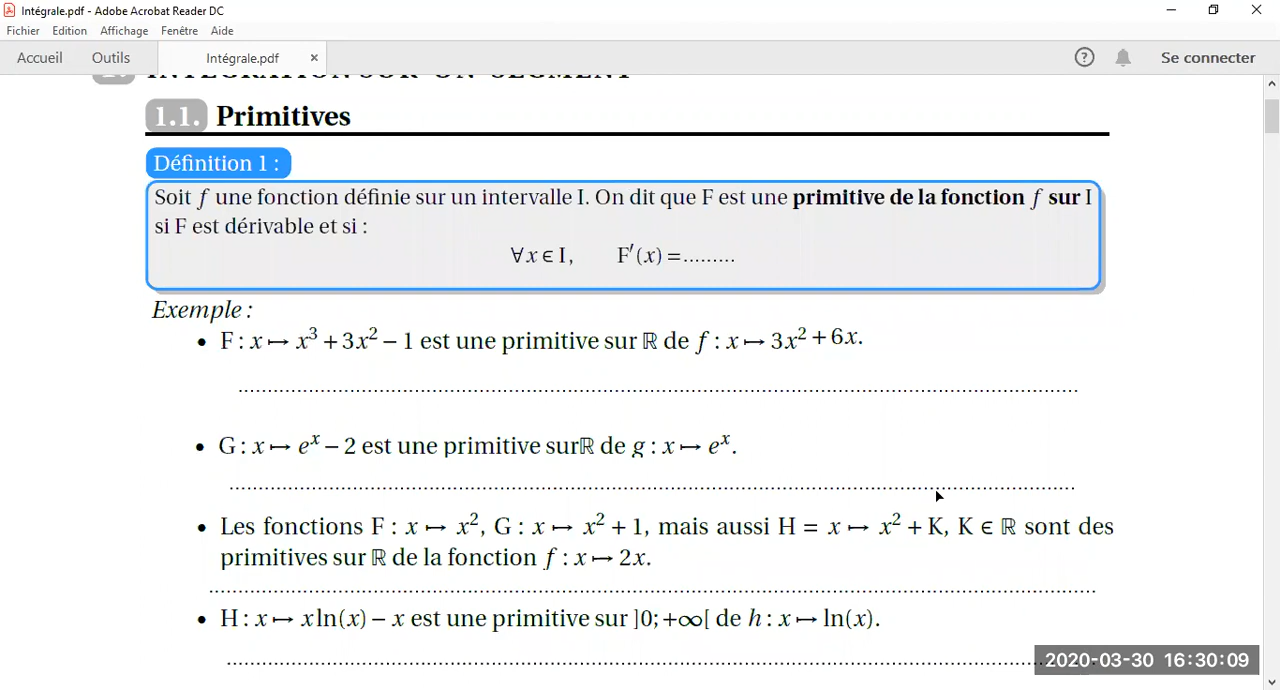 Intégrale.pdf - Adobe Acrobat Reader DC
Fichier Edition Affichage Fenêtre Aide
Accueil Outils Intégrale.pdf × ? Se connecter
INTÉGRATION SUR UN SEGMENT
1.1. Primitives
Définition 1 :
Soit f une fonction définie sur un intervalle I. On dit que F est une primitive de la fonction f sur I
si F est dérivable et si :
∀x ∈ I, F′(x) = .........
Exemple :
• F : x ↦ x³ + 3x² − 1 est une primitive sur ℝ de f : x ↦ 3x² + 6x.
• G : x ↦ eˣ − 2 est une primitive surℝ de g : x ↦ eˣ.
• Les fonctions F : x ↦ x², G : x ↦ x² + 1, mais aussi H = x ↦ x² + K, K ∈ ℝ sont des
primitives sur ℝ de la fonction f : x ↦ 2x.
• H : x ↦ x ln(x) − x est une primitive sur ]0; +∞[ de h : x ↦ ln(x).
2020-03-30 16:30:09